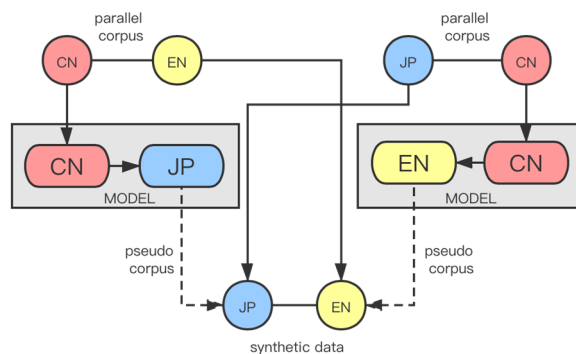 parallel
corpus
CN
EN
parallel
corpus
JP
CN
CN
JP
MODEL
EN
CN
MODEL
pseudo
corpus
pseudo
corpus
JP
EN
synthetic data